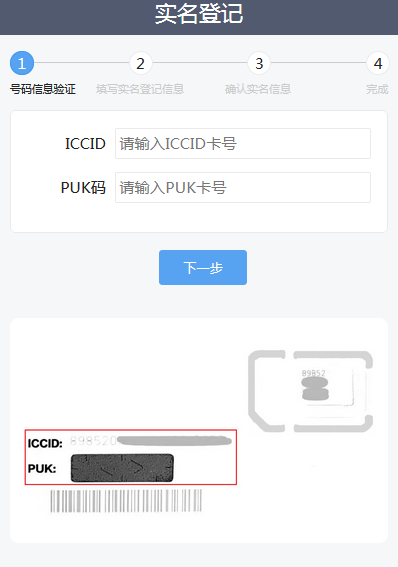 实名登记
1 2 3 4
号码信息验证 填写实名登记信息 确认实名信息 完成
ICCID 请输入ICCID卡号
PUK码 请输入PUK卡号
下一步
89852
ICCID: 898520
PUK: